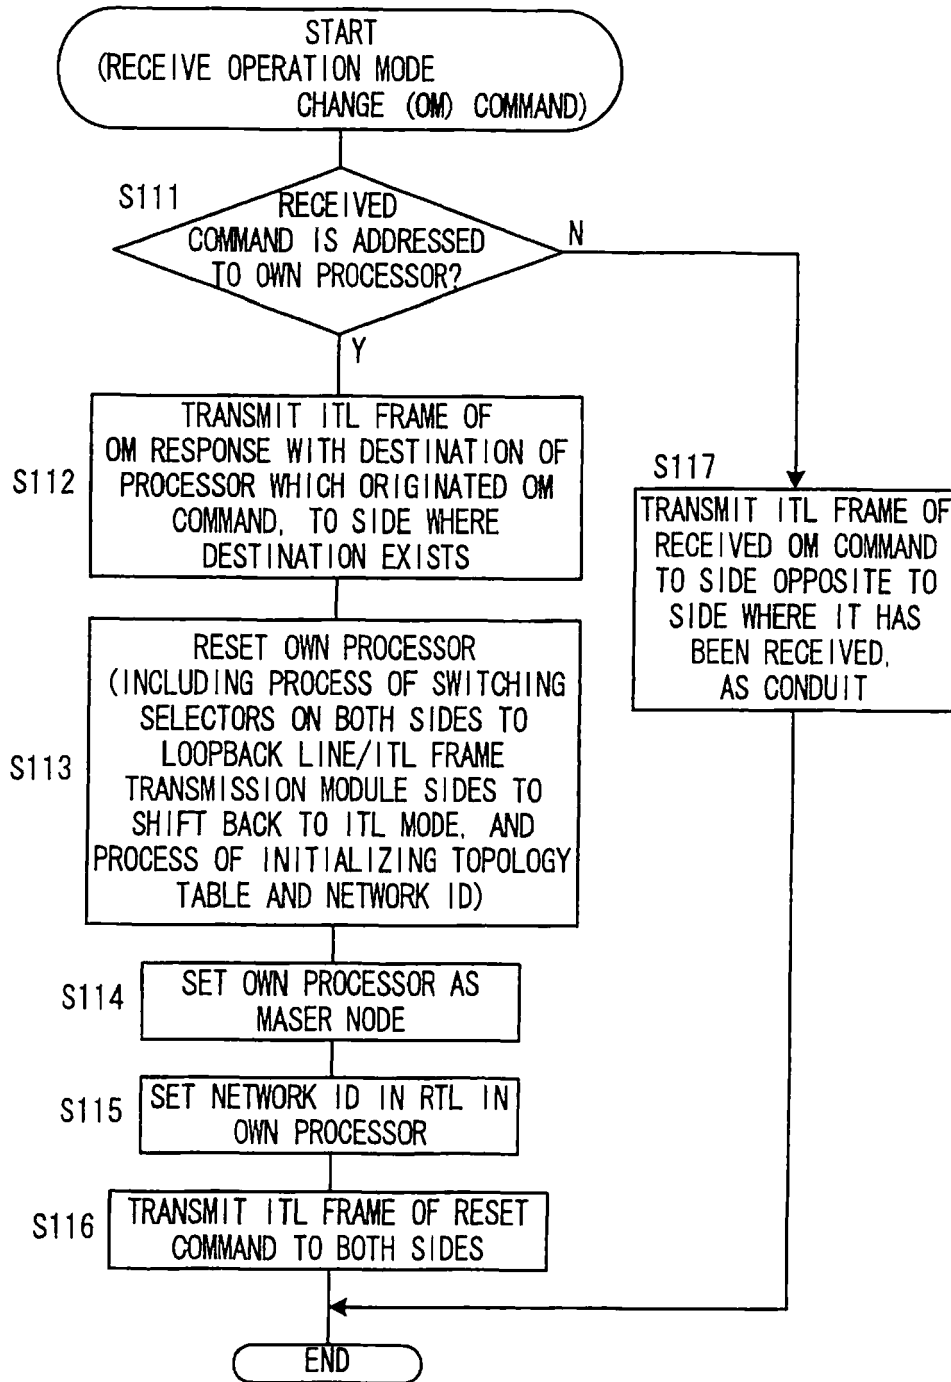 START
(RECEIVE OPERATION MODE
CHANGE (OM) COMMAND)
S111
RECEIVED
COMMAND IS ADDRESSED
TO OWN PROCESSOR?
N
Y
S112
TRANSMIT ITL FRAME OF
OM RESPONSE WITH DESTINATION OF
PROCESSOR WHICH ORIGINATED OM
COMMAND, TO SIDE WHERE
DESTINATION EXISTS
S117
TRANSMIT ITL FRAME OF
RECEIVED OM COMMAND
TO SIDE OPPOSITE TO
SIDE WHERE IT HAS
BEEN RECEIVED,
AS CONDUIT
S113
RESET OWN PROCESSOR
(INCLUDING PROCESS OF SWITCHING
SELECTORS ON BOTH SIDES TO
LOOPBACK LINE/ITL FRAME
TRANSMISSION MODULE SIDES TO
SHIFT BACK TO ITL MODE, AND
PROCESS OF INITIALIZING TOPOLOGY
TABLE AND NETWORK ID)
S114
SET OWN PROCESSOR AS
MASER NODE
S115
SET NETWORK ID IN RTL IN
OWN PROCESSOR
S116
TRANSMIT ITL FRAME OF RESET
COMMAND TO BOTH SIDES
END